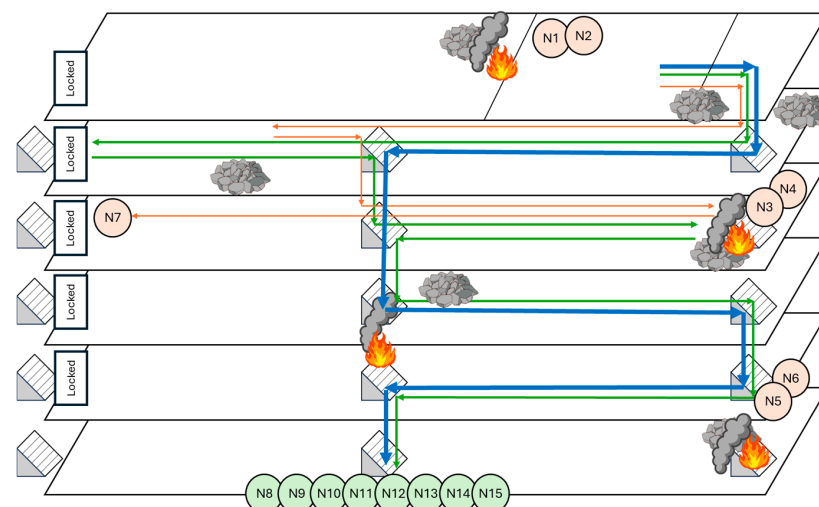 N1 N2
Locked
Locked
N4
N3
Locked
N7
Locked
Locked
N6
N5
N8 N9 N10 N11 N12 N13 N14 N15